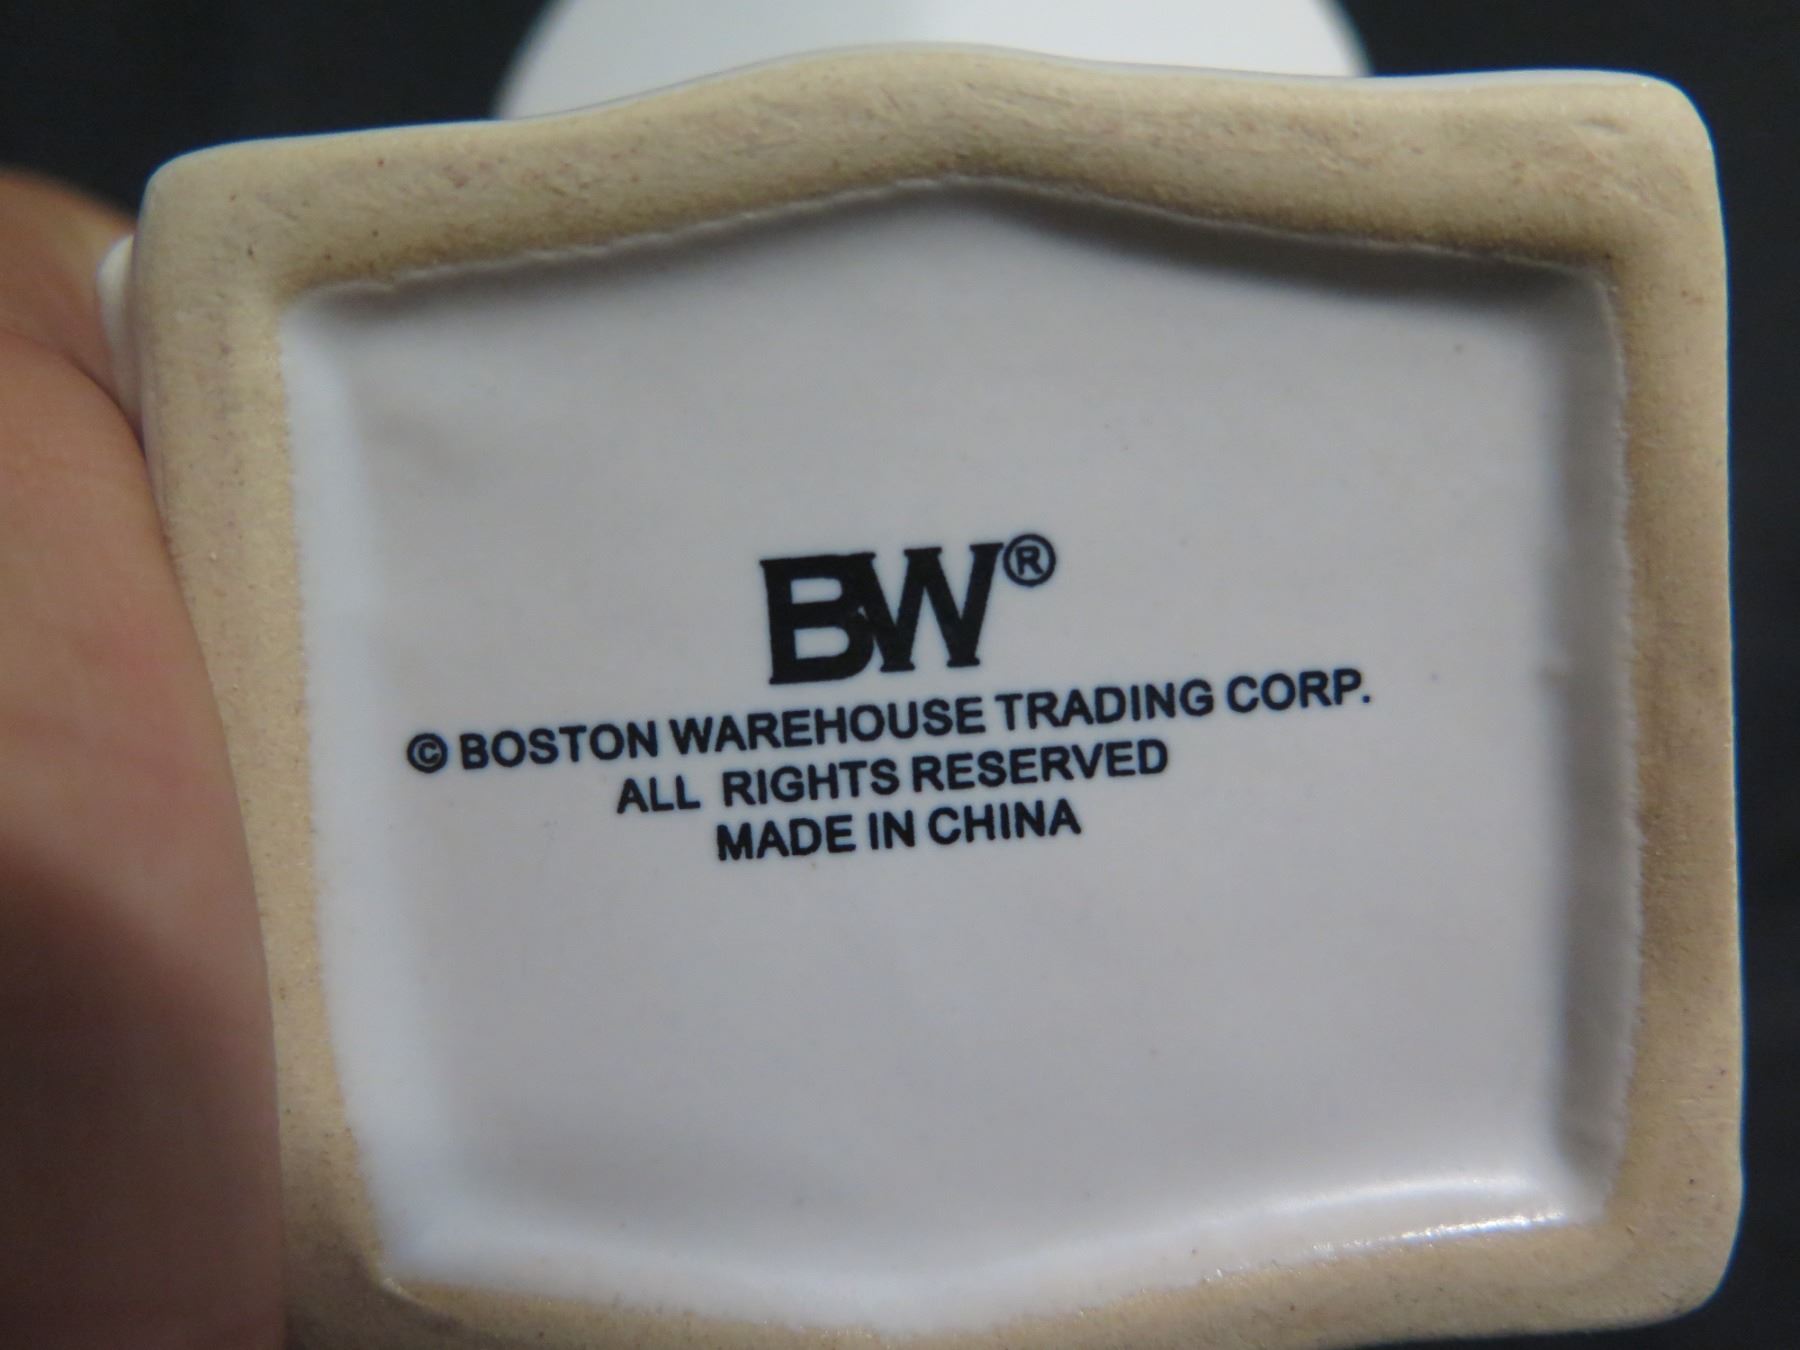 BW®
© BOSTON WAREHOUSE TRADING CORP.
ALL RIGHTS RESERVED
MADE IN CHINA